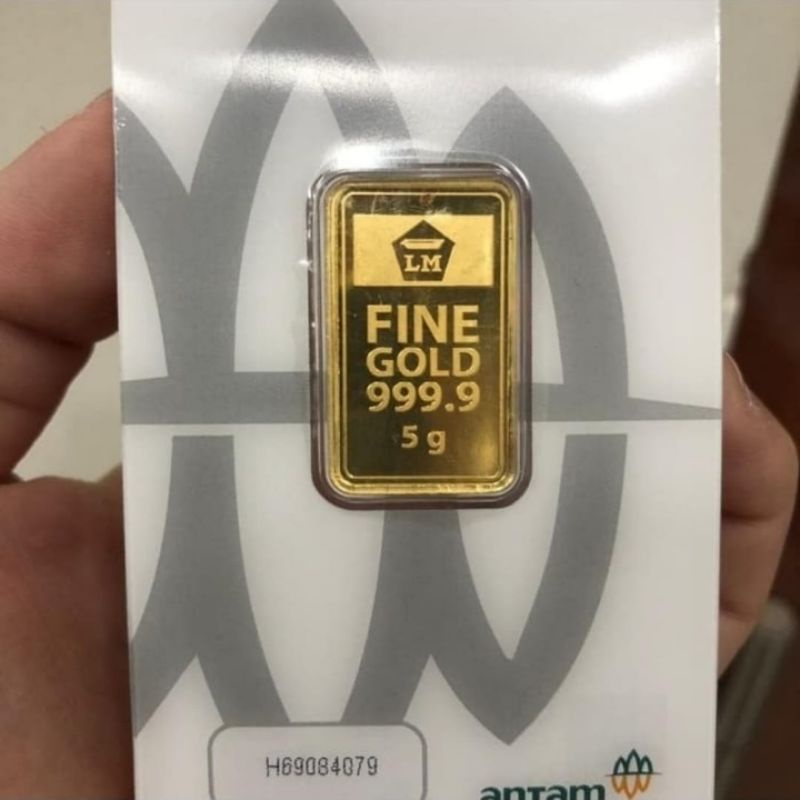 LM
FINE
GOLD
999.9
5 g
H69084079
antam